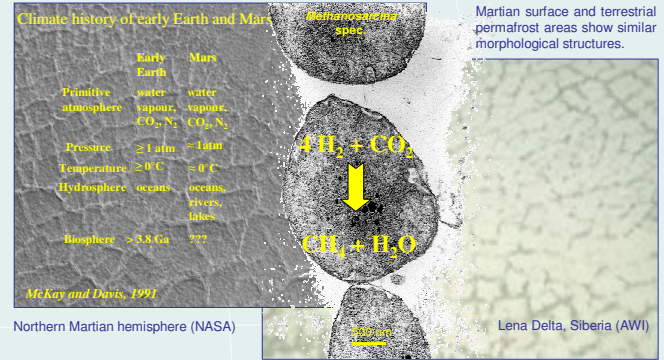 Climate history of early Earth and Mars
Early Earth
Mars
Primitive atmosphere
water vapour, CO₂, N₂
water vapour, CO₂, N₂
Pressure
≥ 1 atm
≈ 1atm
Temperature
≥ 0°C
≈ 0°C
Hydrosphere
oceans
oceans, rivers, lakes
Biosphere
> 3.8 Ga
???
McKay and Davis, 1991
Methanosarcina
spec.
4 H₂ + CO₂
CH₄ + H₂O
500 nm
Martian surface and terrestrial
permafrost areas show similar
morphological structures.
Northern Martian hemisphere (NASA)
Lena Delta, Siberia (AWI)